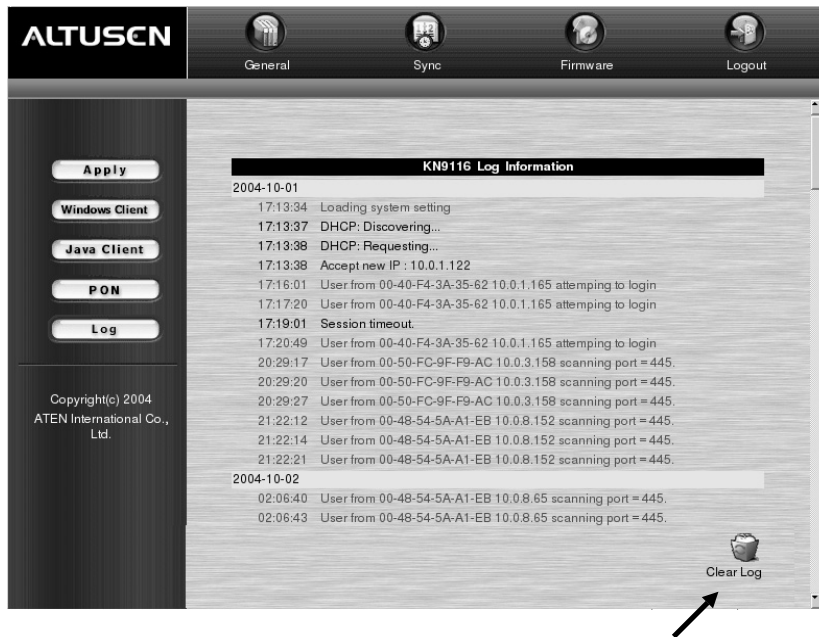 ALTUSEN
General
Sync
Firmware
Logout
Apply
Windows Client
Java Client
PON
Log
Copyright(c) 2004
ATEN International Co.,
Ltd.
KN9116 Log Information
2004-10-01
17:13:34 Loading system setting
17:13:37 DHCP: Discovering...
17:13:38 DHCP: Requesting...
17:13:38 Accept new IP : 10.0.1.122
17:16:01 User from 00-40-F4-3A-35-62 10.0.1.165 attemping to login
17:17:20 User from 00-40-F4-3A-35-62 10.0.1.165 attemping to login
17:19:01 Session timeout.
17:20:49 User from 00-40-F4-3A-35-62 10.0.1.165 attemping to login
20:29:17 User from 00-50-FC-9F-F9-AC 10.0.3.158 scanning port = 445.
20:29:20 User from 00-50-FC-9F-F9-AC 10.0.3.158 scanning port = 445.
20:29:27 User from 00-50-FC-9F-F9-AC 10.0.3.158 scanning port = 445.
21:22:12 User from 00-48-54-5A-A1-EB 10.0.8.152 scanning port = 445.
21:22:14 User from 00-48-54-5A-A1-EB 10.0.8.152 scanning port = 445.
21:22:21 User from 00-48-54-5A-A1-EB 10.0.8.152 scanning port = 445.
2004-10-02
02:06:40 User from 00-48-54-5A-A1-EB 10.0.8.65 scanning port = 445.
02:06:43 User from 00-48-54-5A-A1-EB 10.0.8.65 scanning port = 445.
Clear Log